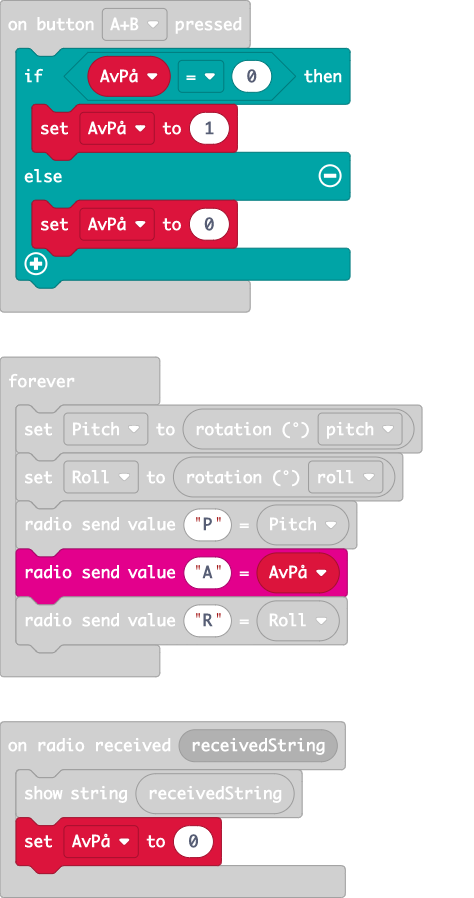 on button A+B pressed
if AvPå = 0 then
set AvPå to 1
else
set AvPå to 0
forever
set Pitch to rotation (°) pitch
set Roll to rotation (°) roll
radio send value "P" = Pitch
radio send value "A" = AvPå
radio send value "R" = Roll
on radio received receivedString
show string receivedString
set AvPå to 0